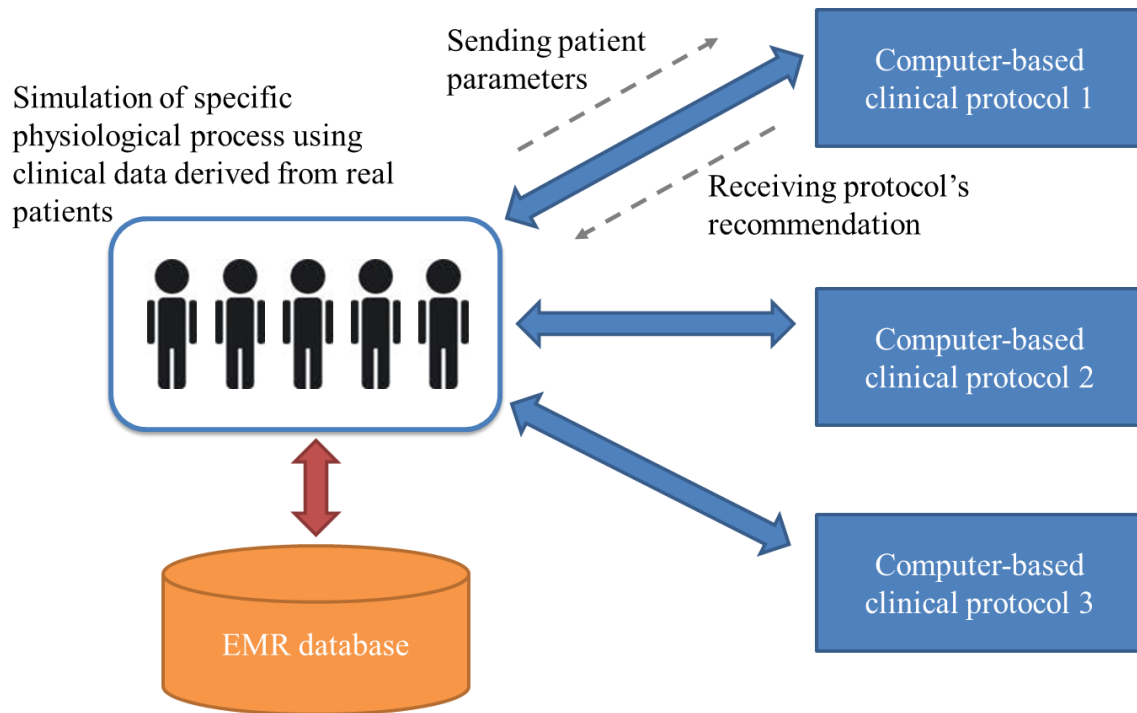 Sending patient
parameters
Computer-based
clinical protocol 1
Simulation of specific
physiological process using
clinical data derived from real
patients
Receiving protocol’s
recommendation
Computer-based
clinical protocol 2
Computer-based
clinical protocol 3
EMR database